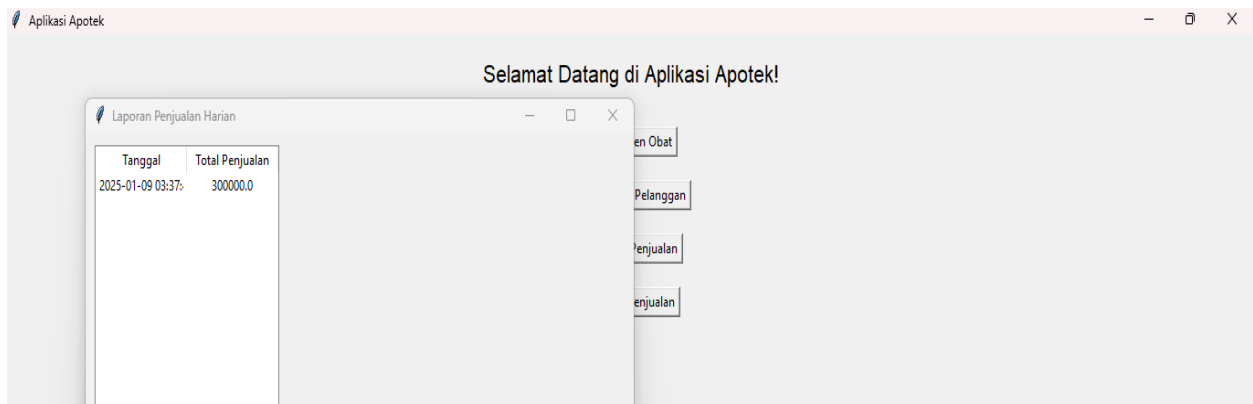 Aplikasi Apotek
Selamat Datang di Aplikasi Apotek!
Laporan Penjualan Harian
Tanggal Total Penjualan
2025-01-09 03:37: 300000.0
en Obat
Pelanggan
Penjualan
enjualan